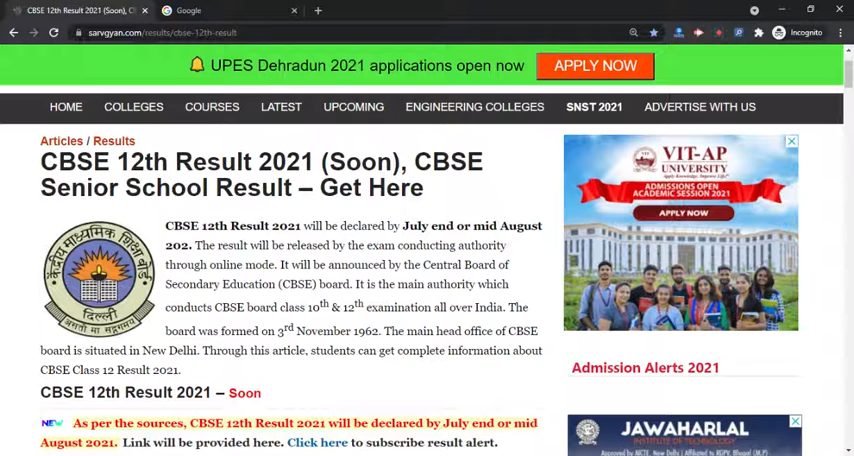 CBSE 12th Result 2021 (Soon), C
Google
sarvgyan.com/results/cbse-12th-result
Incognito
UPES Dehradun 2021 applications open now
APPLY NOW
HOME COLLEGES COURSES LATEST UPCOMING ENGINEERING COLLEGES SNST 2021 ADVERTISE WITH US
Articles / Results
CBSE 12th Result 2021 (Soon), CBSE
Senior School Result – Get Here
केन्द्रीय माध्यमिक शिक्षा बोर्ड
दिल्ली
असतो मा सद्गमय
CBSE 12th Result 2021 will be declared by July end or mid August
202. The result will be released by the exam conducting authority
through online mode. It will be announced by the Central Board of
Secondary Education (CBSE) board. It is the main authority which
conducts CBSE board class 10th & 12th examination all over India. The
board was formed on 3rd November 1962. The main head office of CBSE
board is situated in New Delhi. Through this article, students can get complete information about
CBSE Class 12 Result 2021.
CBSE 12th Result 2021 – Soon
NEW As per the sources, CBSE 12th Result 2021 will be declared by July end or mid
August 2021. Link will be provided here. Click here to subscribe result alert.
VIT-AP
UNIVERSITY
ADMISSIONS OPEN
ACADEMIC SESSION 2021
APPLY NOW
Admission Alerts 2021
JAWAHARLAL
INSTITUTE OF TECHNOLOGY